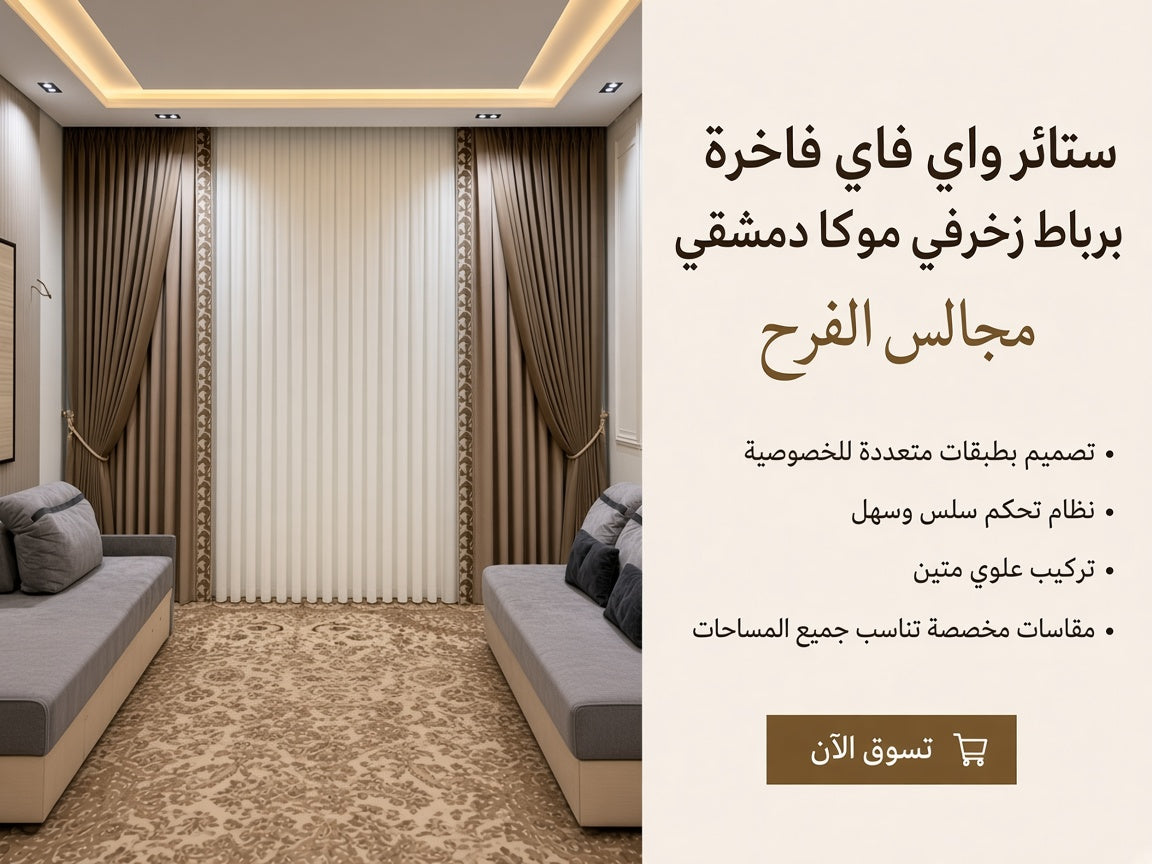 ستائر واي فاي فاخرة
برباط زخرفي موكا دمشقي
مجالس الفرح
• تصميم بطبقات متعددة للخصوصية
• نظام تحكم سلس وسهل
• تركيب علوي متين
• مقاسات مخصصة تناسب جميع المساحات
تسوق الآن